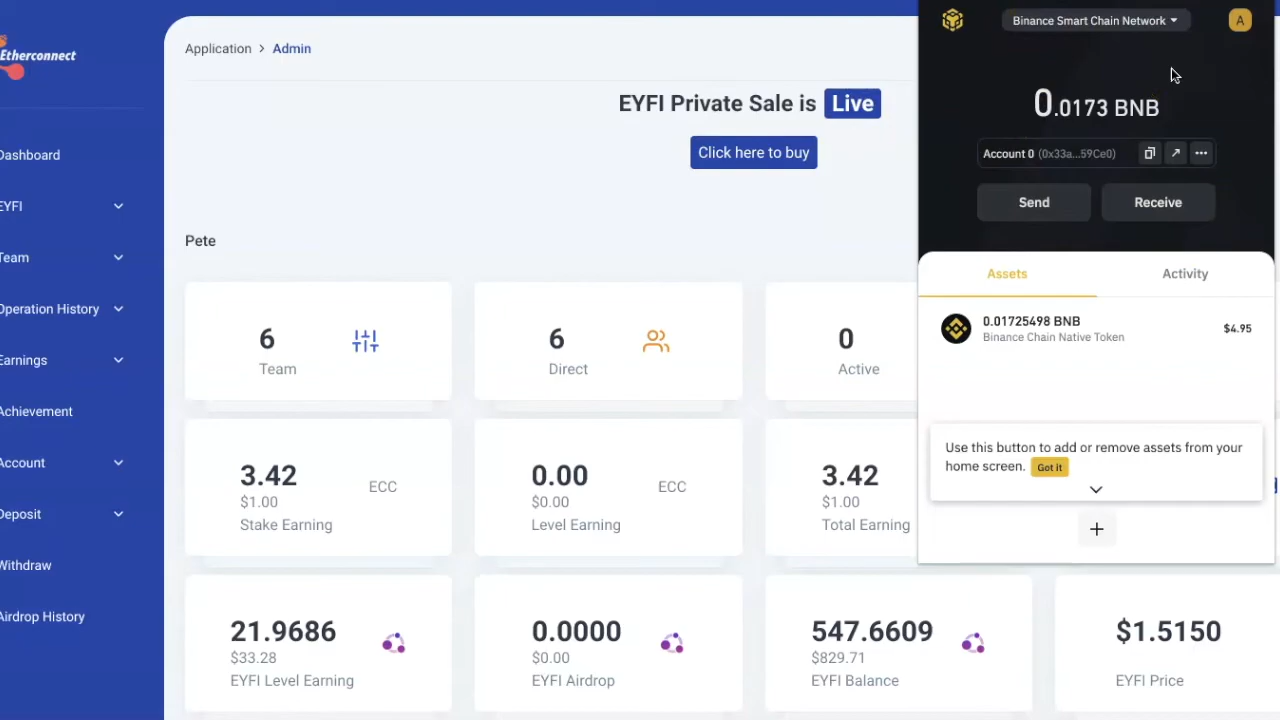 Etherconnect
Dashboard
EYFI
Team
Operation History
Earnings
Achievement
Account
Deposit
Withdraw
Airdrop History
Application > Admin
EYFI Private Sale is Live
Click here to buy
Pete
6
Team
6
Direct
0
Active
3.42
$1.00
Stake Earning
ECC
0.00
$0.00
Level Earning
ECC
3.42
$1.00
Total Earning
21.9686
$33.28
EYFI Level Earning
0.0000
$0.00
EYFI Airdrop
547.6609
$829.71
EYFI Balance
$1.5150
EYFI Price
Binance Smart Chain Network
A
0.0173 BNB
Account 0 (0x33a...59Ce0)
Send
Receive
Assets
Activity
0.01725498 BNB
Binance Chain Native Token
$4.95
Use this button to add or remove assets from your
home screen. Got it